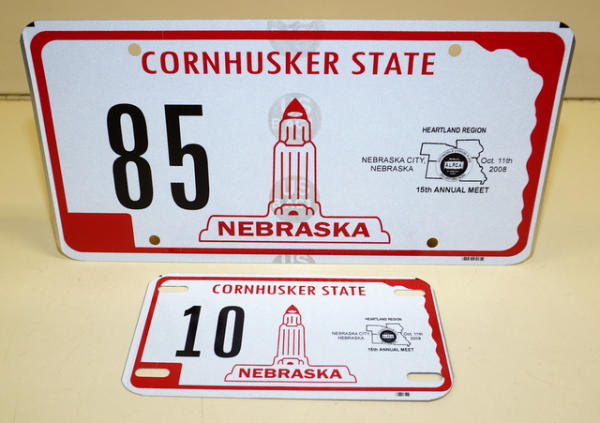 CORNHUSKER STATE
85
HEARTLAND REGION
NEBRASKA CITY, NEBRASKA
ALPCA
Oct. 11th 2008
15th ANNUAL MEET
NEBRASKA
CORNHUSKER STATE
10
HEARTLAND REGION
NEBRASKA CITY, NEBRASKA
Oct. 11th 2008
15th ANNUAL MEET
NEBRASKA